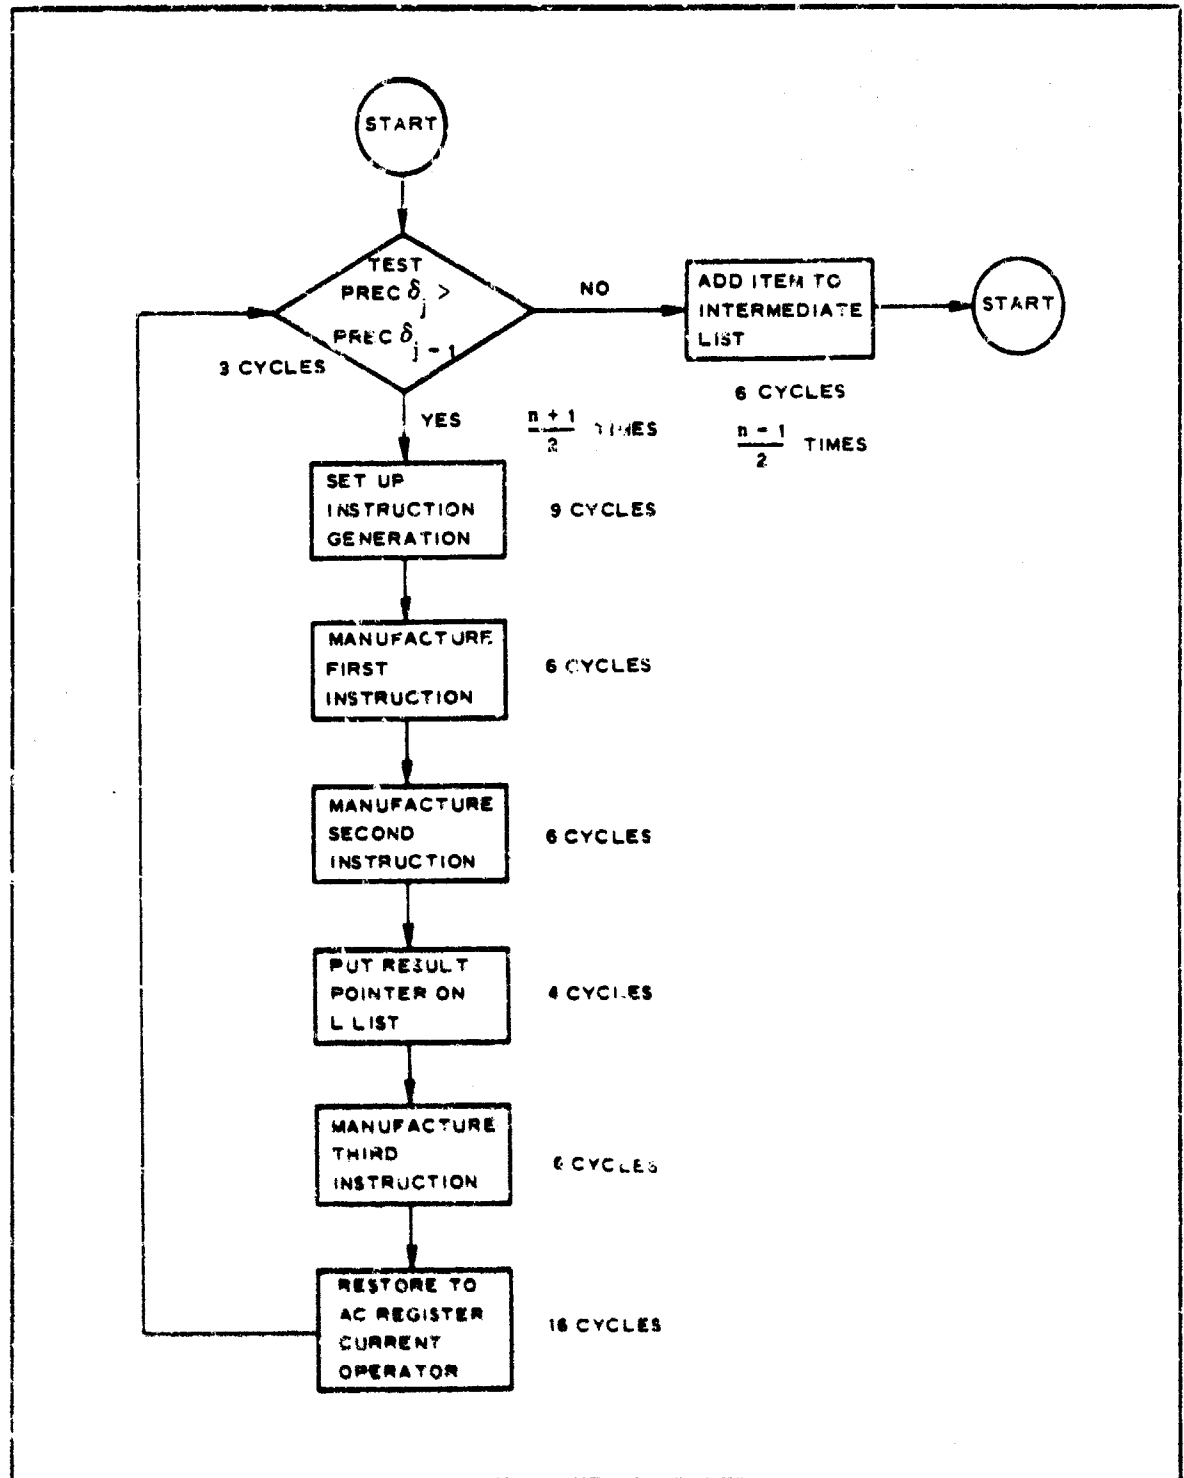 START
TEST
PREC δj >
PREC δj - 1
3 CYCLES
NO
ADD ITEM TO
INTERMEDIATE
LIST
START
6 CYCLES
n - 1
2
TIMES
YES
n + 1
2
TIMES
SET UP
INSTRUCTION
GENERATION
9 CYCLES
MANUFACTURE
FIRST
INSTRUCTION
6 CYCLES
MANUFACTURE
SECOND
INSTRUCTION
6 CYCLES
PUT RESULT
POINTER ON
L LIST
4 CYCLES
MANUFACTURE
THIRD
INSTRUCTION
CYCLES
RESTORE TO
AC REGISTER
CURRENT
OPERATOR
16 CYCLES